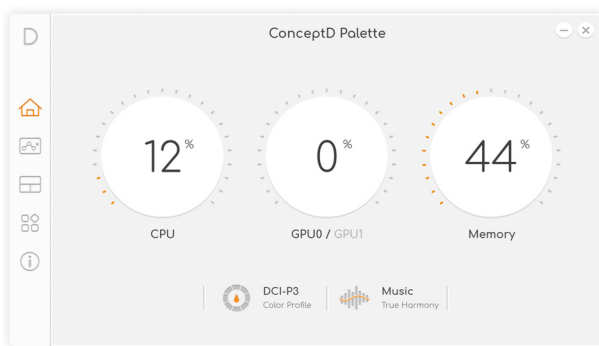 D
ConceptD Palette
12%
0%
44%
CPU
GPU0 / GPU1
Memory
DCI-P3
Color Profile
Music
True Harmony